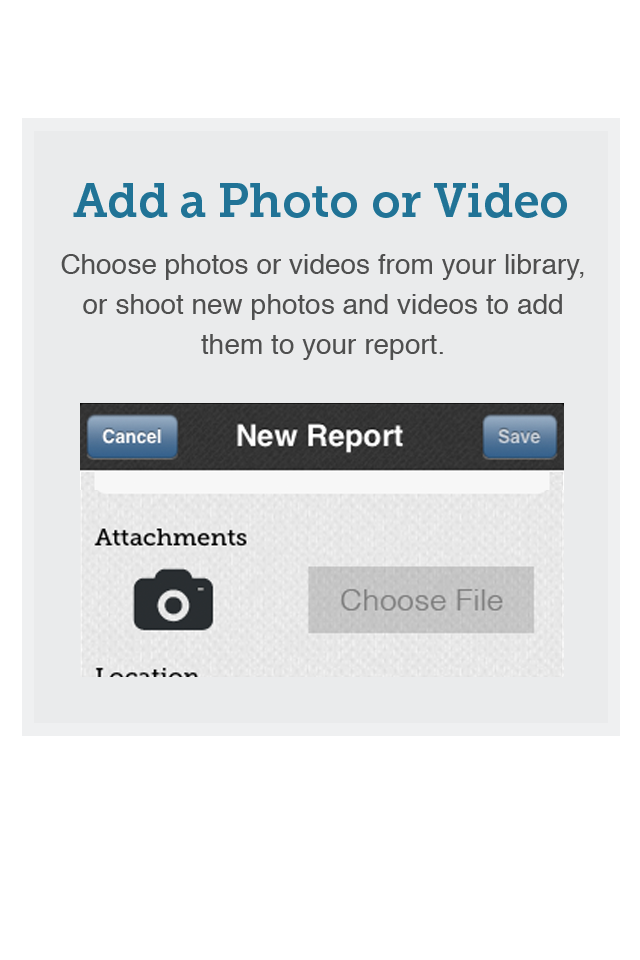 Add a Photo or Video
Choose photos or videos from your library,
or shoot new photos and videos to add
them to your report.
Cancel New Report Save
Attachments
Choose File
Location